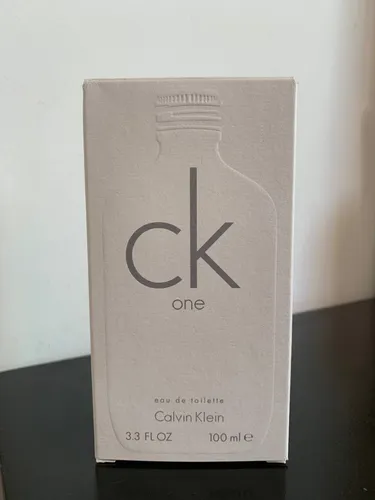 ck
one
eau de toilette
Calvin Klein
3.3 FL OZ 100 ml ℮